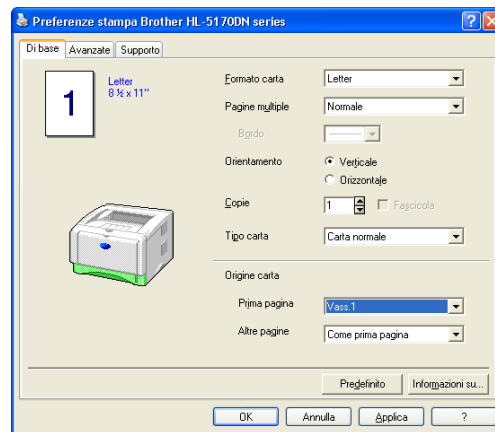 Preferenze stampa Brother HL-5170DN series
Di base Avanzate Supporto
1
Letter
8 ½ x 11"
Formato carta Letter
Pagine multiple Normale
Bordo
Orientamento Verticale
Orizzontale
Copie 1 Fascicola
Tipo carta Carta normale
Origine carta
Prima pagina Vass.1
Altre pagine Come prima pagina
Predefinito Informazioni su...
OK Annulla Applica ?